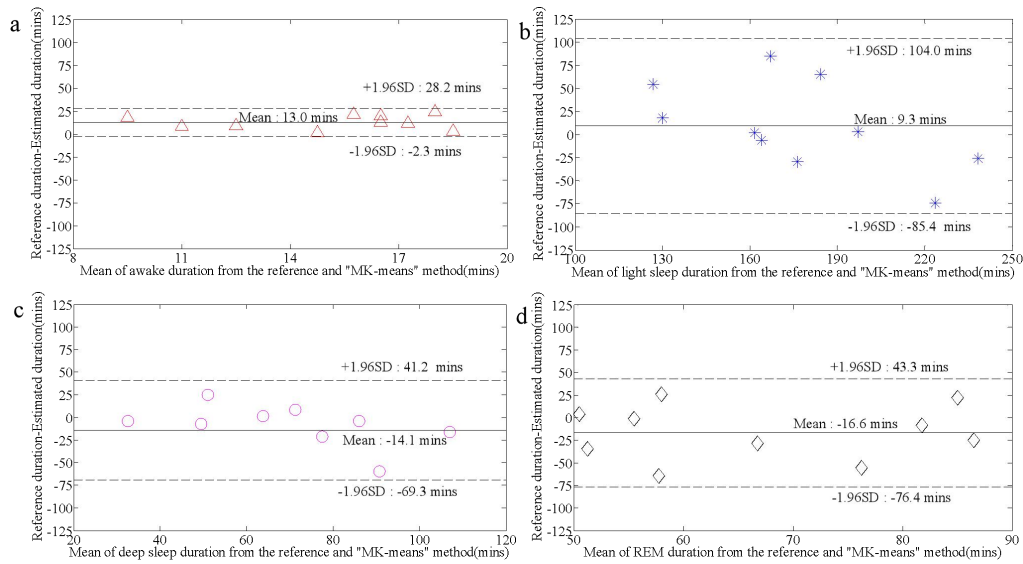 a
125
100
75
50
25
0
-25
-50
-75
-100
-125
Reference duration-Estimated duration(mins)
+1.96SD : 28.2 mins
Mean : 13.0 mins
-1.96SD : -2.3 mins
8
11
14
17
20
Mean of awake duration from the reference and "MK-means" method(mins)
b
125
100
75
50
25
0
-25
-50
-75
-100
-125
Reference duration-Estimated duration(mins)
+1.96SD : 104.0 mins
Mean : 9.3 mins
-1.96SD : -85.4 mins
100
130
160
190
220
250
Mean of light sleep duration from the reference and "MK-means" method(mins)
c
125
100
75
50
25
0
-25
-50
-75
-100
-125
Reference duration-Estimated duration(mins)
+1.96SD : 41.2 mins
Mean : -14.1 mins
-1.96SD : -69.3 mins
20
40
60
80
100
120
Mean of deep sleep duration from the reference and "MK-means" method(mins)
d
125
100
75
50
25
0
-25
-50
-75
-100
-125
Reference duration-Estimated duration(mins)
+1.96SD : 43.3 mins
Mean : -16.6 mins
-1.96SD : -76.4 mins
50
60
70
80
90
Mean of REM duration from the reference and "MK-means" method(mins)